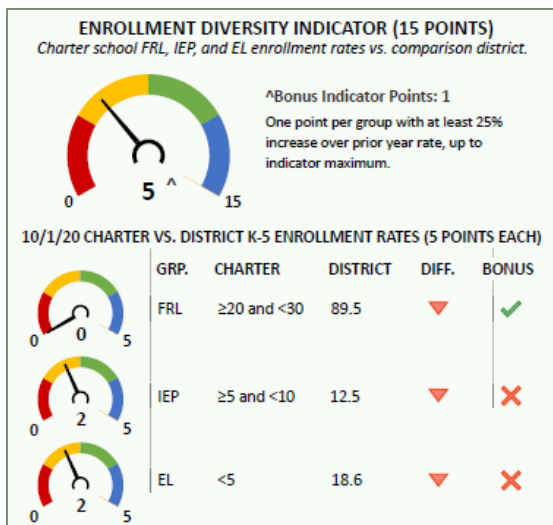 ENROLLMENT DIVERSITY INDICATOR (15 POINTS)
Charter school FRL, IEP, and EL enrollment rates vs. comparison district.
^Bonus Indicator Points: 1
One point per group with at least 25%
increase over prior year rate, up to
indicator maximum.
5 ^
0 15
10/1/20 CHARTER VS. DISTRICT K-5 ENROLLMENT RATES (5 POINTS EACH)
GRP. CHARTER DISTRICT DIFF. BONUS
0 0 5 FRL ≥20 and <30 89.5
0 2 5 IEP ≥5 and <10 12.5
0 2 5 EL <5 18.6